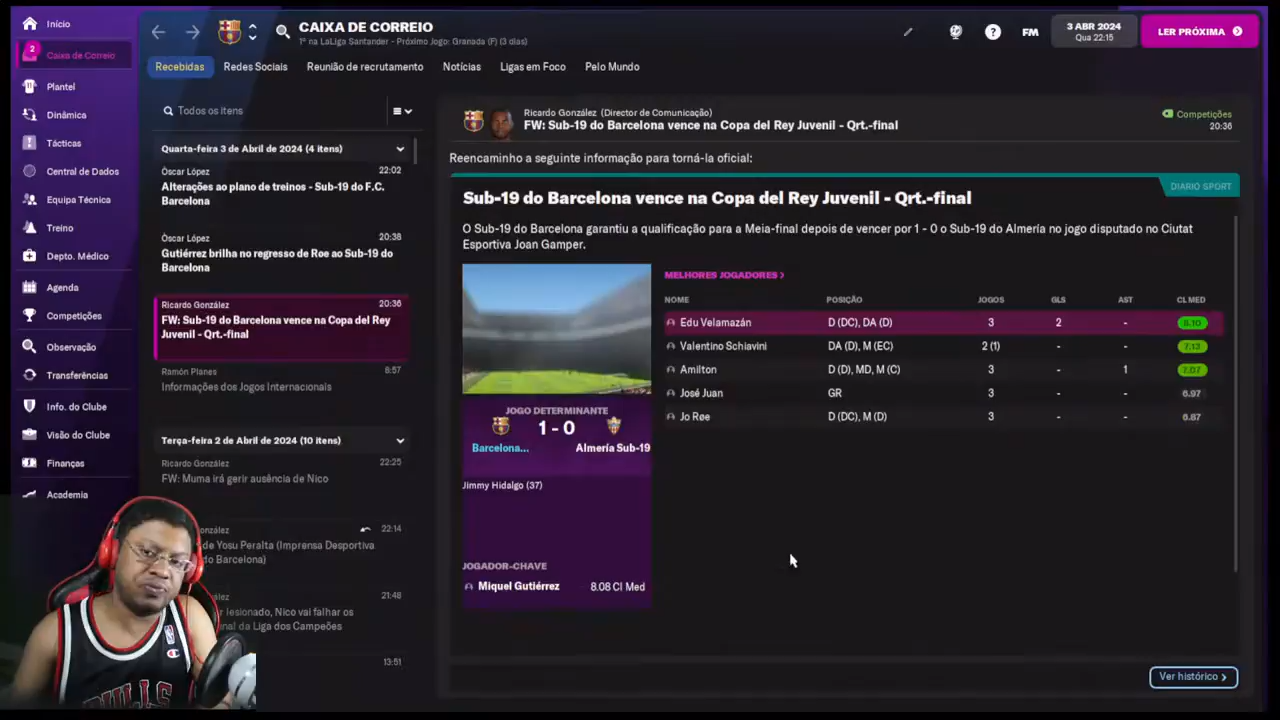 Início
CAIXA DE CORREIO
1º na LaLiga Santander - Próximo Jogo: Granada (F) (3 dias)
FM
3 ABR 2024
Qua 22:15
LER PRÓXIMA
2
Caixa de Correio
Recebidas
Redes Sociais
Reunião de recrutamento
Notícias
Ligas em Foco
Pelo Mundo
Plantel
Dinâmica
Tácticas
Central de Dados
Equipa Técnica
Treino
Depto. Médico
Agenda
Competições
Observação
Transferências
Info. do Clube
Visão do Clube
Finanças
Academia
Todos os itens
Quarta-feira 3 de Abril de 2024 (4 itens)
Òscar López
22:02
Alterações ao plano de treinos - Sub-19 do F.C.
Barcelona
Òscar López
20:38
Gutiérrez brilha no regresso de Røe ao Sub-19 do
Barcelona
Ricardo González
20:36
FW: Sub-19 do Barcelona vence na Copa del Rey
Juvenil - Qrt.-final
Ramón Planes
8:57
Informações dos Jogos Internacionais
Terça-feira 2 de Abril de 2024 (10 itens)
Ricardo González
22:25
FW: Muma irá gerir ausência de Nico
onzález
22:14
de Yosu Peralta (Imprensa Desportiva
do Barcelona)
21:48
lesionado, Nico vai falhar os
da Liga dos Campeões
13:51
Ricardo González (Director de Comunicação)
FW: Sub-19 do Barcelona vence na Copa del Rey Juvenil - Qrt.-final
Competições
20:36
Reencaminho a seguinte informação para torná-la oficial:
DIARIO SPORT
Sub-19 do Barcelona vence na Copa del Rey Juvenil - Qrt.-final
O Sub-19 do Barcelona garantiu a qualificação para a Meia-final depois de vencer por 1 - 0 o Sub-19 do Almería no jogo disputado no Ciutat
Esportiva Joan Gamper.
JOGO DETERMINANTE
1 - 0
Barcelona...
Almería Sub-19
Jimmy Hidalgo (37)
JOGADOR-CHAVE
Miquel Gutiérrez
8.08 Cl Med
MELHORES JOGADORES >
NOME POSIÇÃO JOGOS GLS AST CL MED
Edu Velamazán D (DC), DA (D) 3 2 - 8.10
Valentino Schiavini DA (D), M (EC) 2 (1) - - 7.13
Amilton D (D), MD, M (C) 3 - 1 7.07
José Juan GR 3 - - 6.97
Jo Røe D (DC), M (D) 3 - - 6.87
Ver histórico >
BULLS